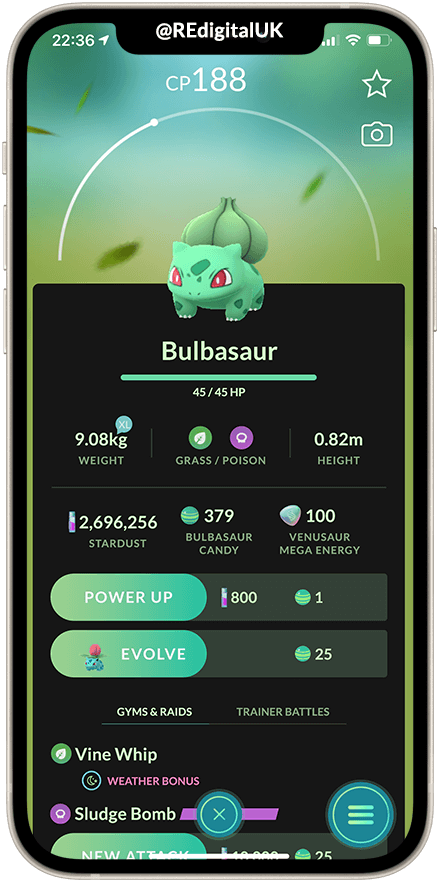 @REdigitalUK
22:36
CP188
Bulbasaur
45 / 45 HP
XL
9.08kg
0.82m
WEIGHT
GRASS / POISON
HEIGHT
2,696,256
379
100
STARDUST
BULBASAUR
CANDY
VENUSAUR
MEGA ENERGY
POWER UP
800
1
EVOLVE
25
GYMS & RAIDS
TRAINER BATTLES
Vine Whip
WEATHER BONUS
Sludge Bomb
NEW ATTACK
10,000
25